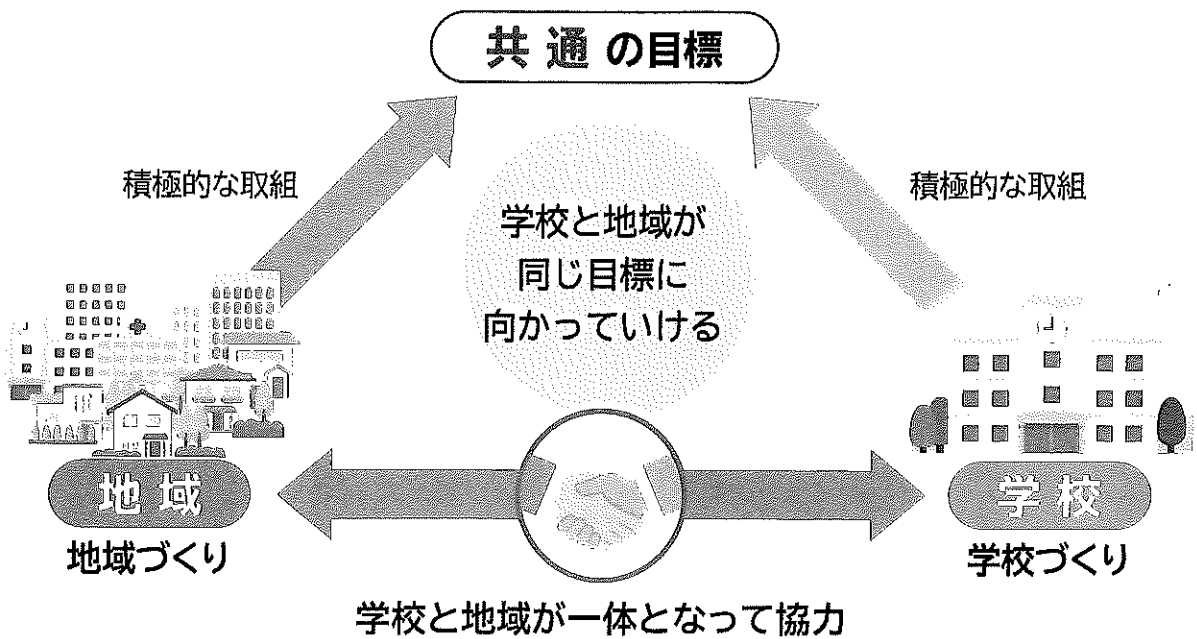 共通の目標
積極的な取組
積極的な取組
学校と地域が
同じ目標に
向かっていける
地域
学校
地域づくり
学校づくり
学校と地域が一体となって協力